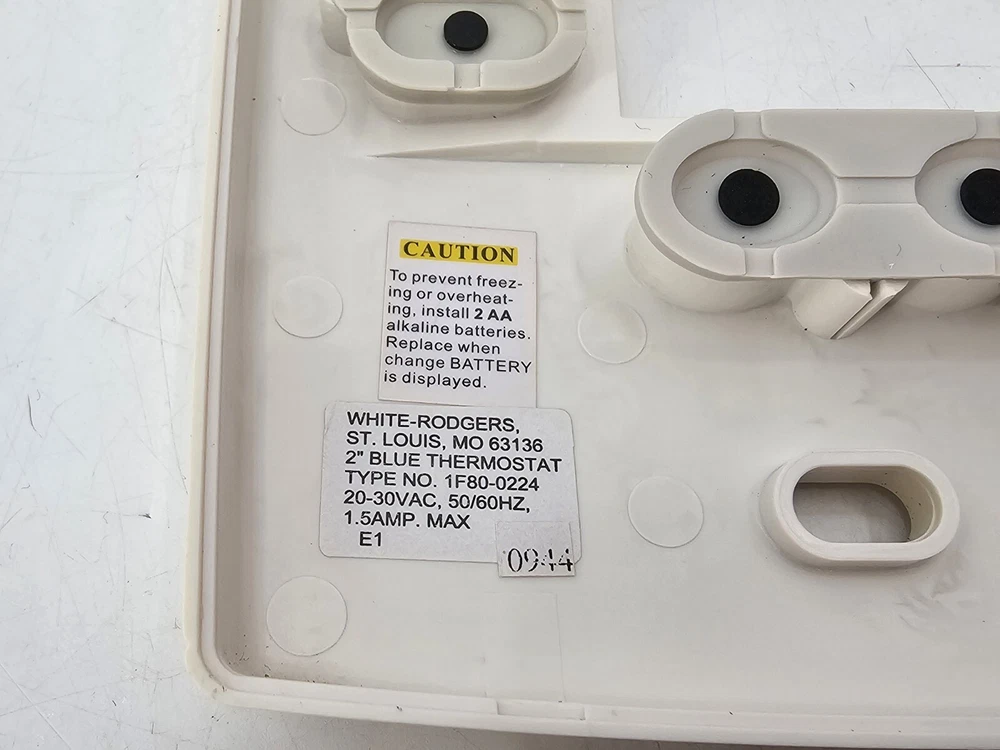 CAUTION
To prevent freez-
ing or overheat-
ing, install 2 AA
alkaline batteries.
Replace when
change BATTERY
is displayed.
WHITE-RODGERS,
ST. LOUIS, MO 63136
2" BLUE THERMOSTAT
TYPE NO. 1F80-0224
20-30VAC, 50/60HZ,
1.5AMP. MAX
E1
0944